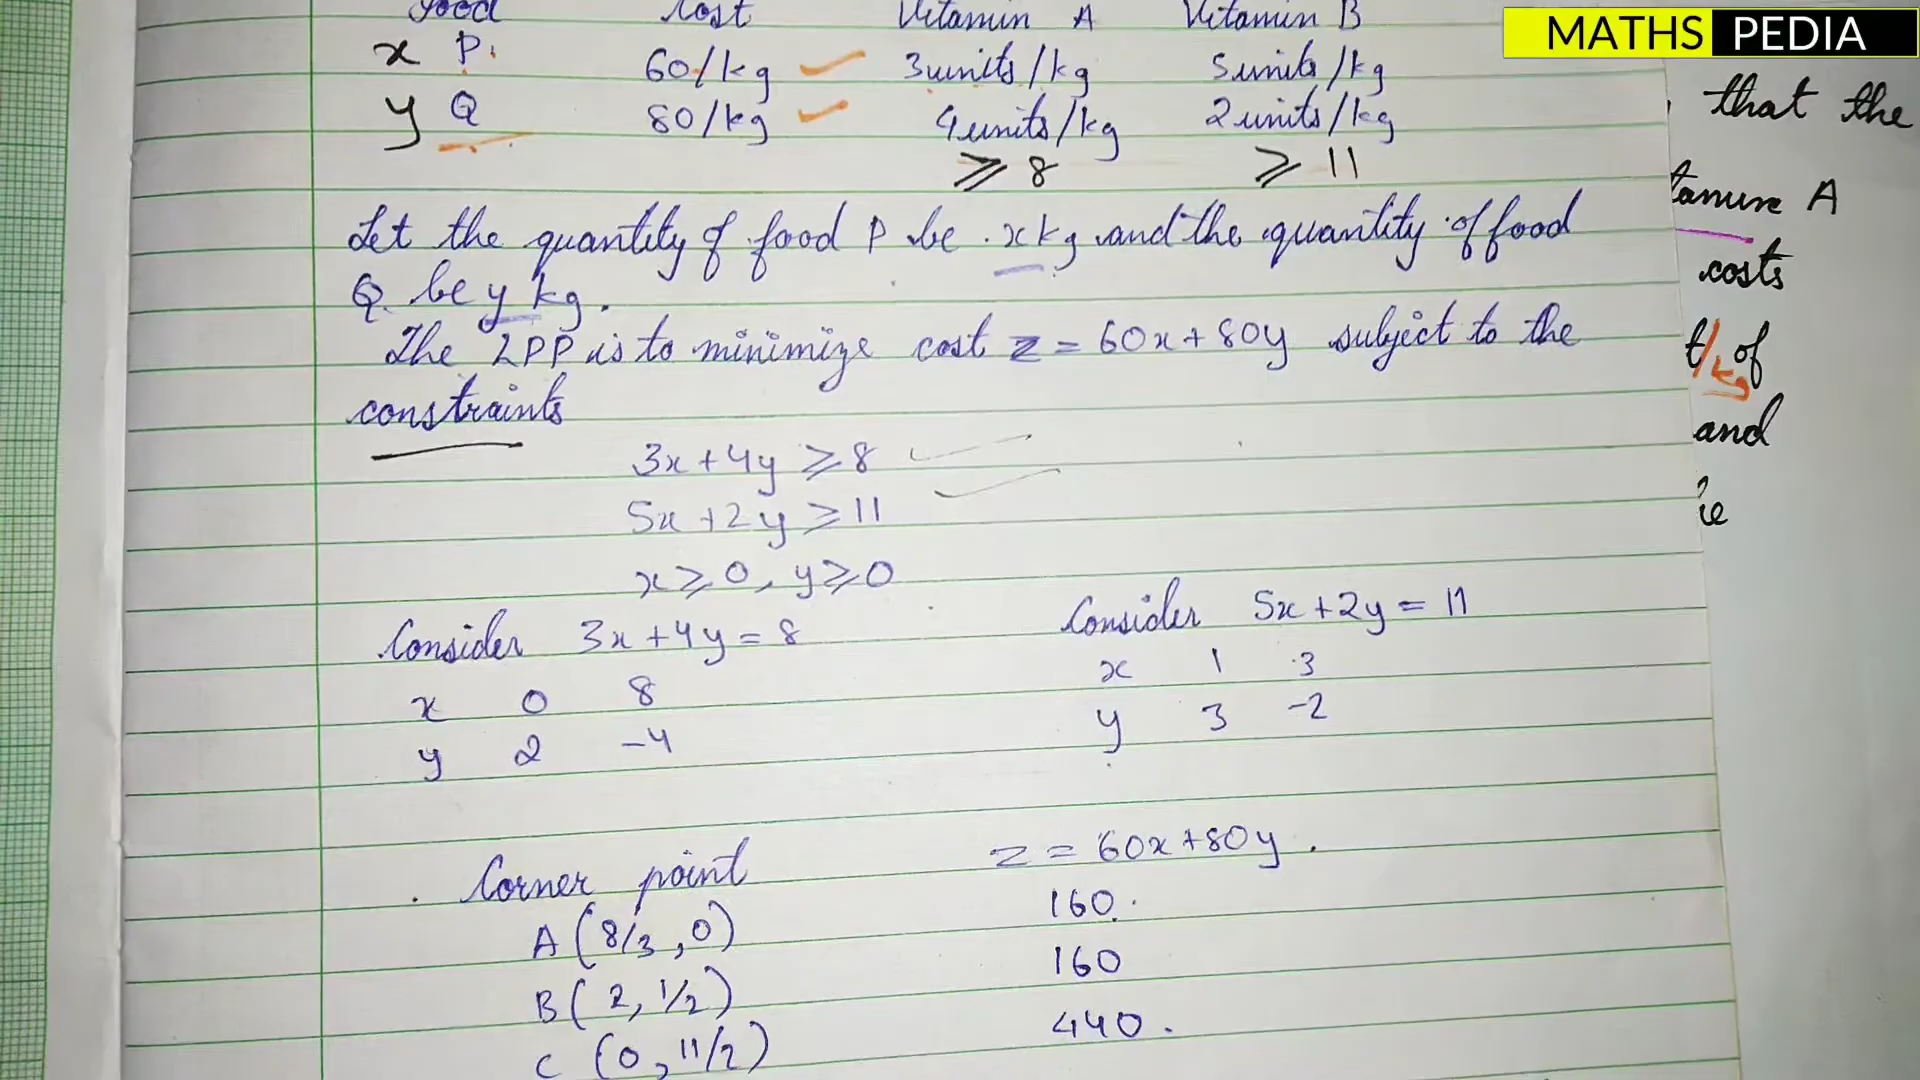 MATHS PEDIA
Food Cost Vitamin A Vitamin B
x P. 60/kg 3units/kg 5units/kg
y Q 80/kg 4units/kg 2units/kg
≥ 8 ≥ 11
Let the quantity of food P be x kg and the quantity of food
Q be y kg.
The LPP is to minimize cost z = 60x + 80y subject to the
constraints
3x + 4y ≥ 8
5x + 2y ≥ 11
x ≥ 0, y ≥ 0
Consider 3x + 4y = 8
x 0 8
y 2 -4
Consider 5x + 2y = 11
x 1 3
y 3 -2
Corner point z = 60x + 80y.
A (8/3, 0) 160.
B (2, 1/2) 160
C (0, 11/2) 440.
that the
A
costs
t/kg of
and